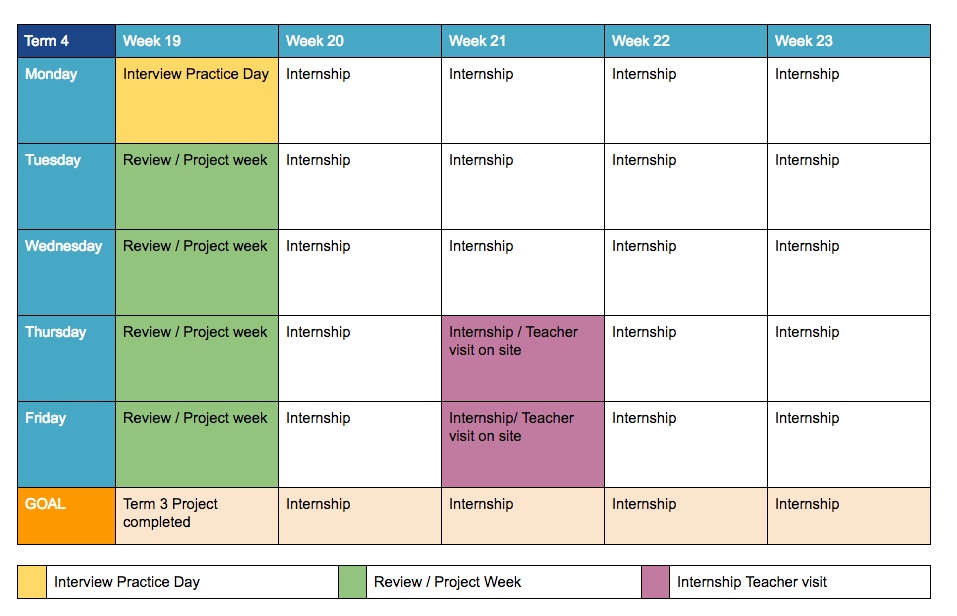 Term 4 Week 19 Week 20 Week 21 Week 22 Week 23
Monday Interview Practice Day Internship Internship Internship Internship
Tuesday Review / Project week Internship Internship Internship Internship
Wednesday Review / Project week Internship Internship Internship Internship
Thursday Review / Project week Internship Internship / Teacher Internship Internship
visit on site
Friday Review / Project week Internship Internship/ Teacher Internship Internship
visit on site
GOAL Term 3 Project Internship Internship Internship Internship
completed
Interview Practice Day Review / Project Week Internship Teacher visit